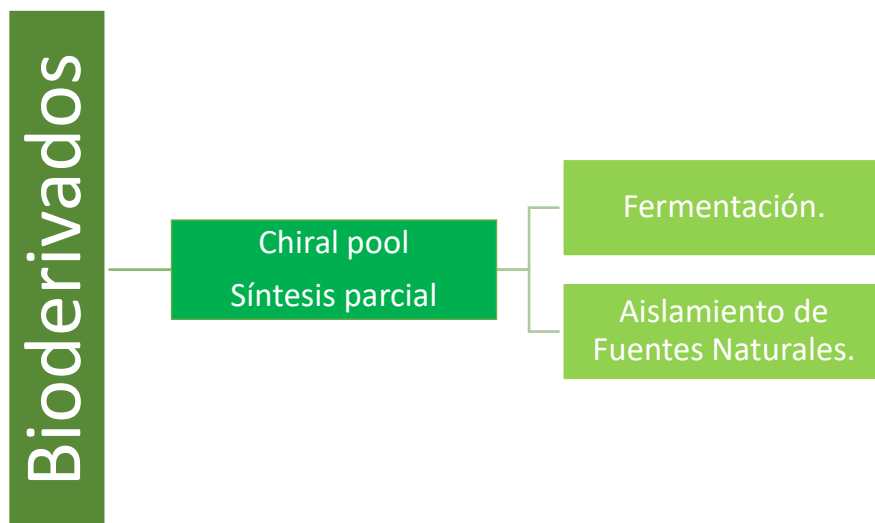 Bioderivados
Chiral pool
Síntesis parcial
Fermentación.
Aislamiento de
Fuentes Naturales.